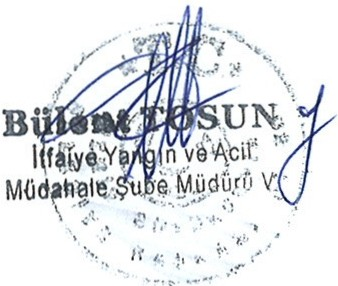 T.C.
Bülent TOSUN
İtfaiye Yangın ve Acil
Müdahale Şube Müdürü V.